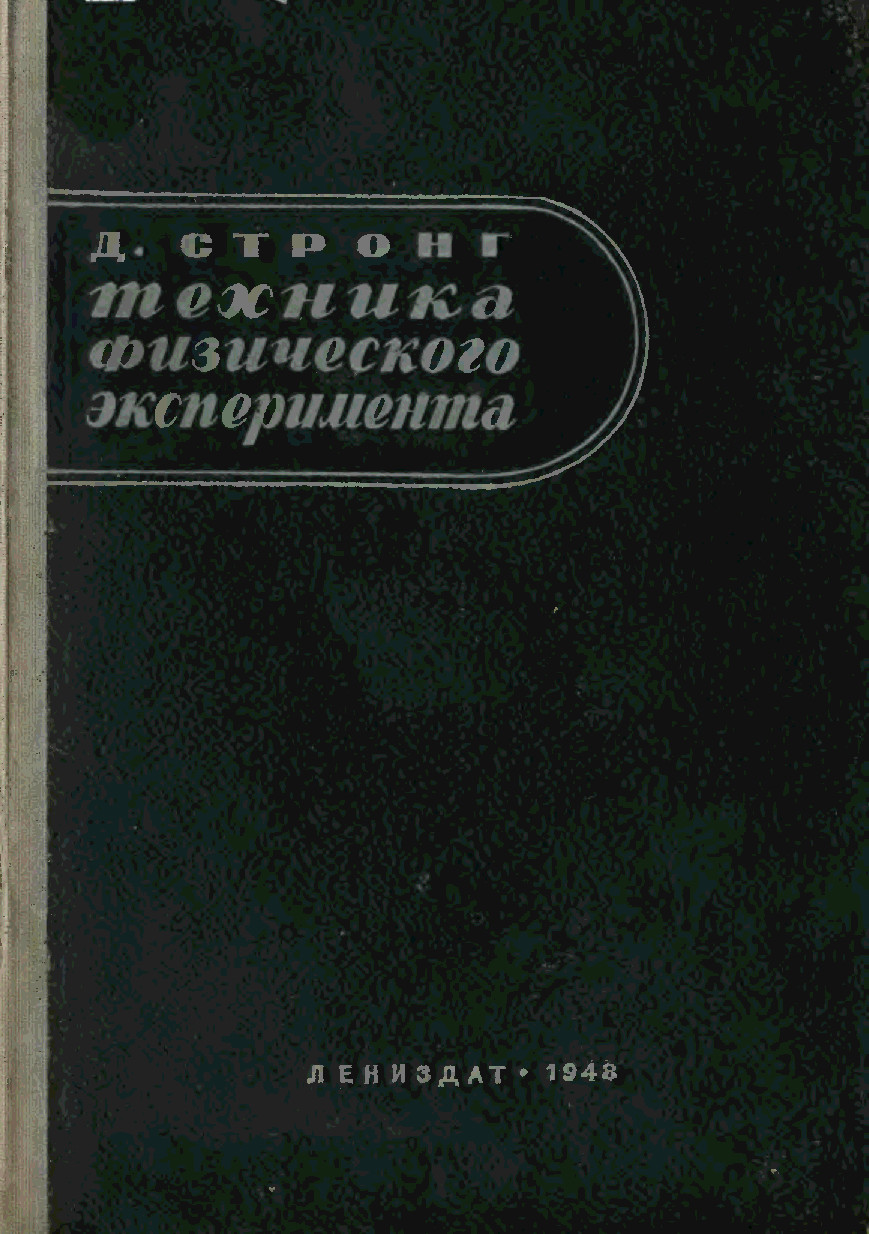 Д. СТРОНГ
техника
физического
эксперимента
ЛЕНИЗДАТ • 1948